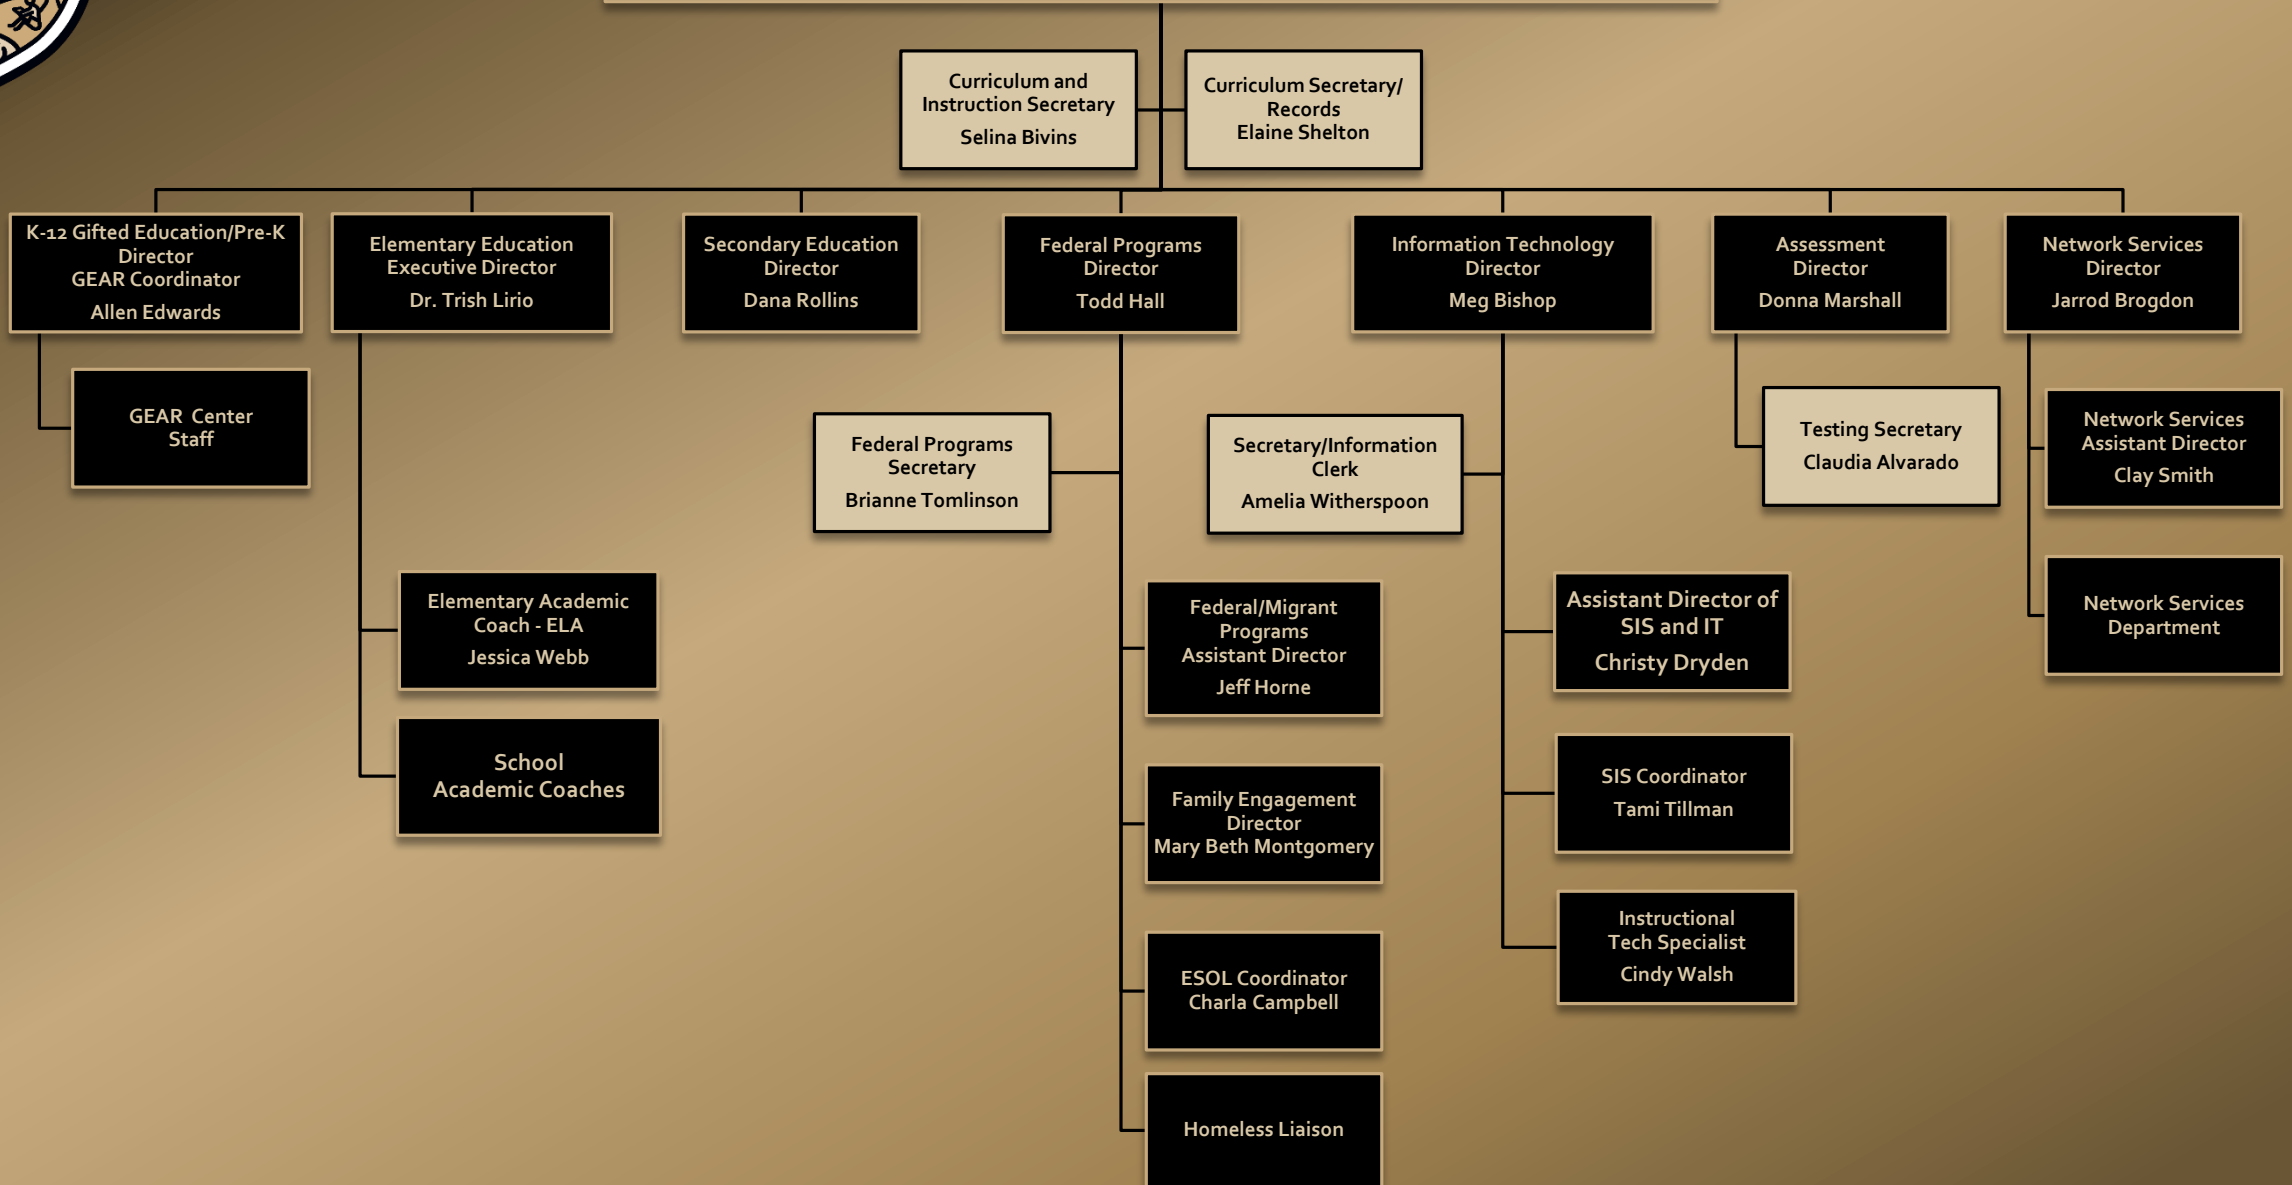 Curriculum and
Instruction Secretary
Selina Bivins
Curriculum Secretary/
Records
Elaine Shelton
K-12 Gifted Education/Pre-K
Director
GEAR Coordinator
Allen Edwards
Elementary Education
Executive Director
Dr. Trish Lirio
Secondary Education
Director
Dana Rollins
Federal Programs
Director
Todd Hall
Information Technology
Director
Meg Bishop
Assessment
Director
Donna Marshall
Network Services
Director
Jarrod Brogdon
GEAR Center
Staff
Federal Programs
Secretary
Brianne Tomlinson
Secretary/Information
Clerk
Amelia Witherspoon
Testing Secretary
Claudia Alvarado
Network Services
Assistant Director
Clay Smith
Elementary Academic
Coach - ELA
Jessica Webb
Federal/Migrant
Programs
Assistant Director
Jeff Horne
Assistant Director of
SIS and IT
Christy Dryden
Network Services
Department
School
Academic Coaches
Family Engagement
Director
Mary Beth Montgomery
SIS Coordinator
Tami Tillman
ESOL Coordinator
Charla Campbell
Instructional
Tech Specialist
Cindy Walsh
Homeless Liaison